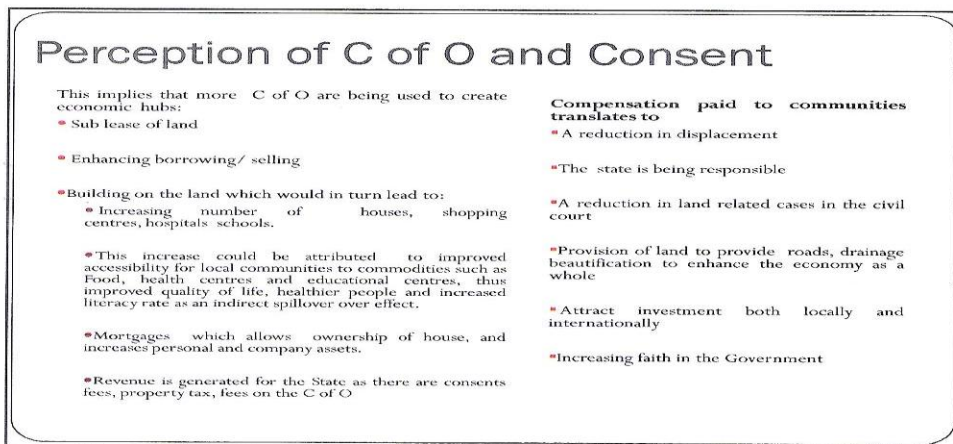 Perception of C of O and Consent
This implies that more C of O are being used to create
economic hubs:
• Sub lease of land
• Enhancing borrowing/ selling
•Building on the land which would in turn lead to:
• Increasing number of houses, shopping
centres, hospitals schools.
•This increase could be attributed to improved
accessibility for local communities to commodities such as
Food, health centres and educational centres, thus
improved quality of life, healthier people and increased
literacy rate as an indirect spillover over effect.
•Mortgages which allows ownership of house, and
increases personal and company assets.
•Revenue is generated for the State as there are consents
fees, property tax, fees on the C of O
Compensation paid to communities
translates to
•A reduction in displacement
•The state is being responsible
•A reduction in land related cases in the civil
court
•Provision of land to provide roads, drainage
beautification to enhance the economy as a
whole
•Attract investment both locally and
internationally
•Increasing faith in the Government